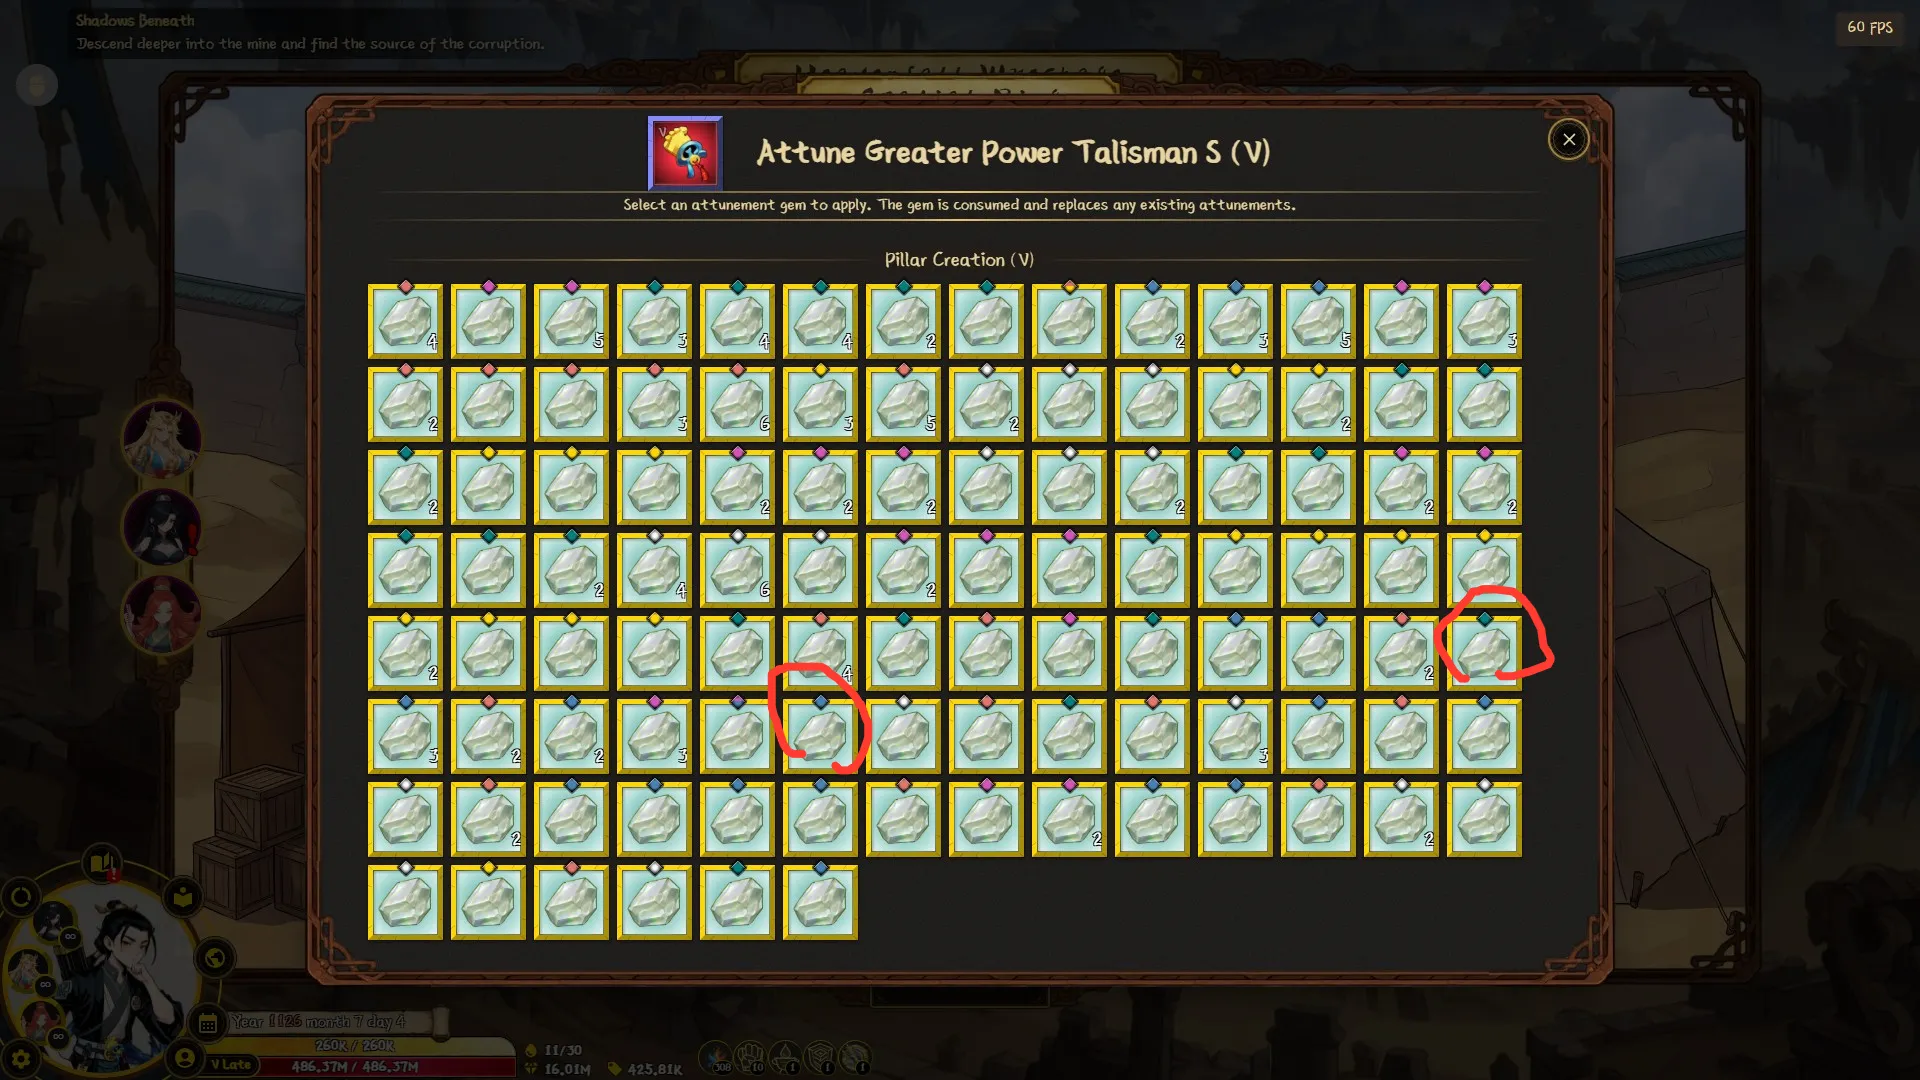 Shadows Beneath
Descend deeper into the mine and find the source of the corruption.
60 FPS
V
Attune Greater Power Talisman S (V)
Select an attunement gem to apply. The gem is consumed and replaces any existing attunements.
Pillar Creation (V)
4 5 3 4 4 2 2 3 5 3
2 3 6 3 5 2 2
2 2 2 2 2 2 2
2 4 6 2
2 4 2
3 2 2 3 3
2 2 2
Year 1126 month 7 day 4
260K / 260K
V Late
486.37M / 486.37M
11/30
16.01M
425.81K
308 10 1 1 1